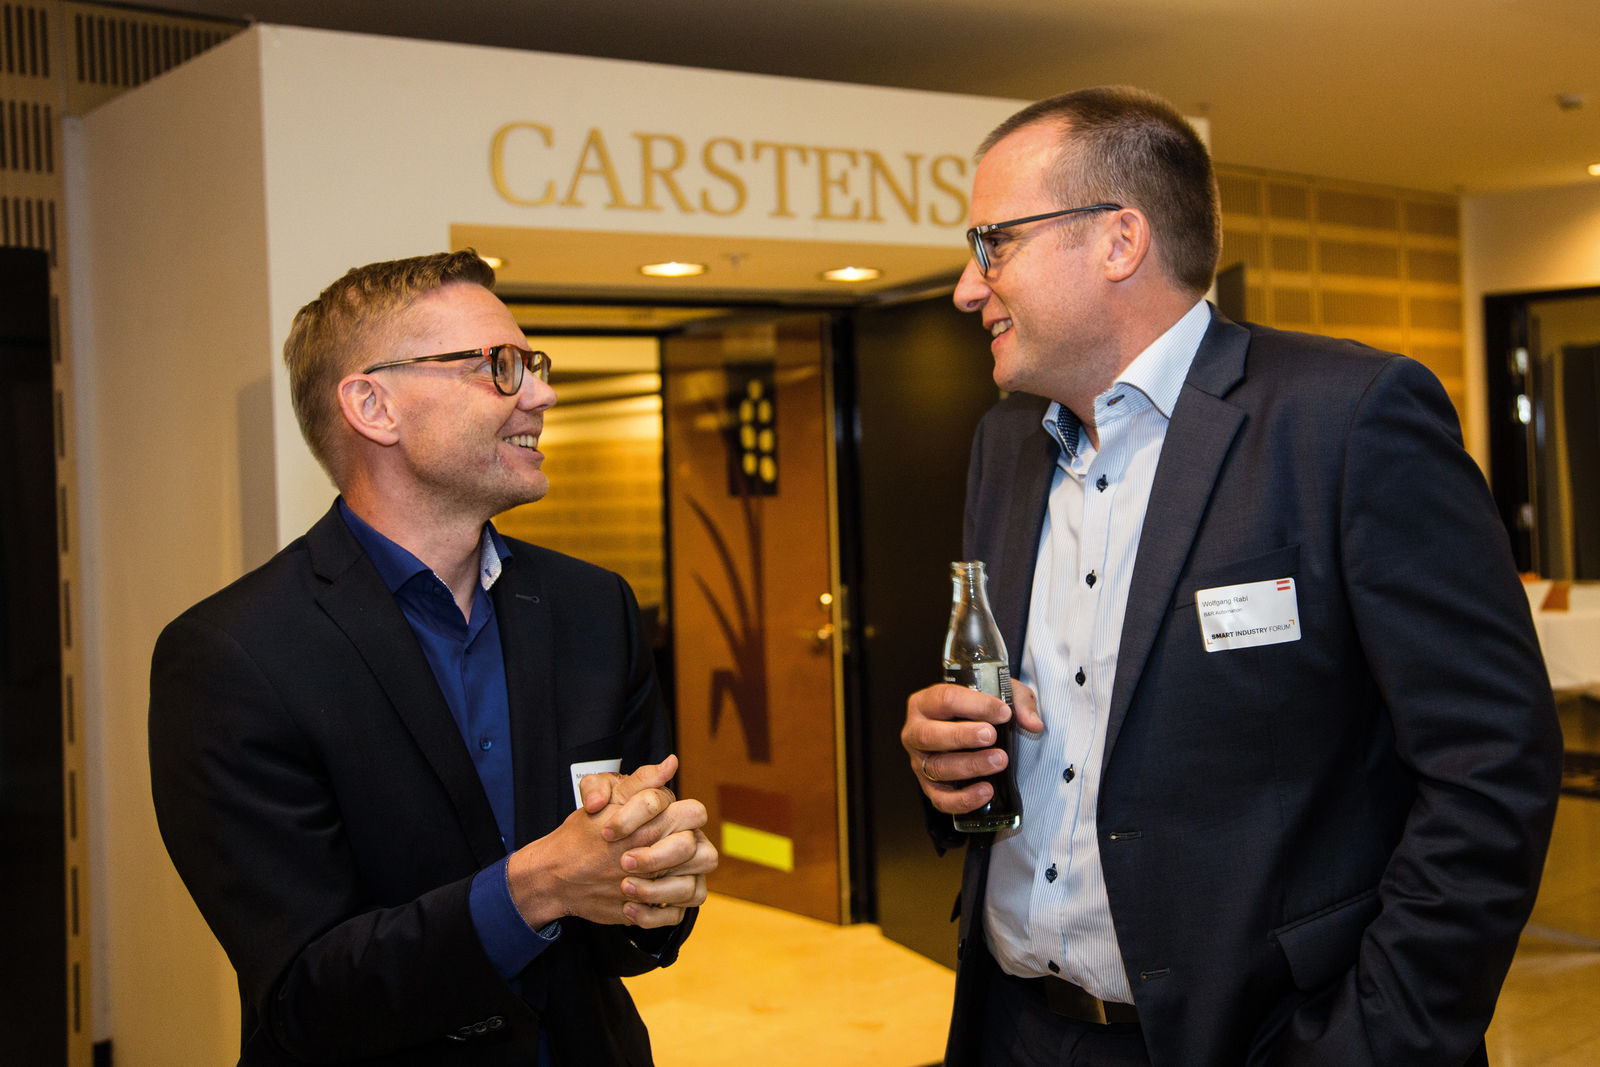 CARSTENS
Wolfgang Rabl
B&R Automation
SMART INDUSTRY FORUM